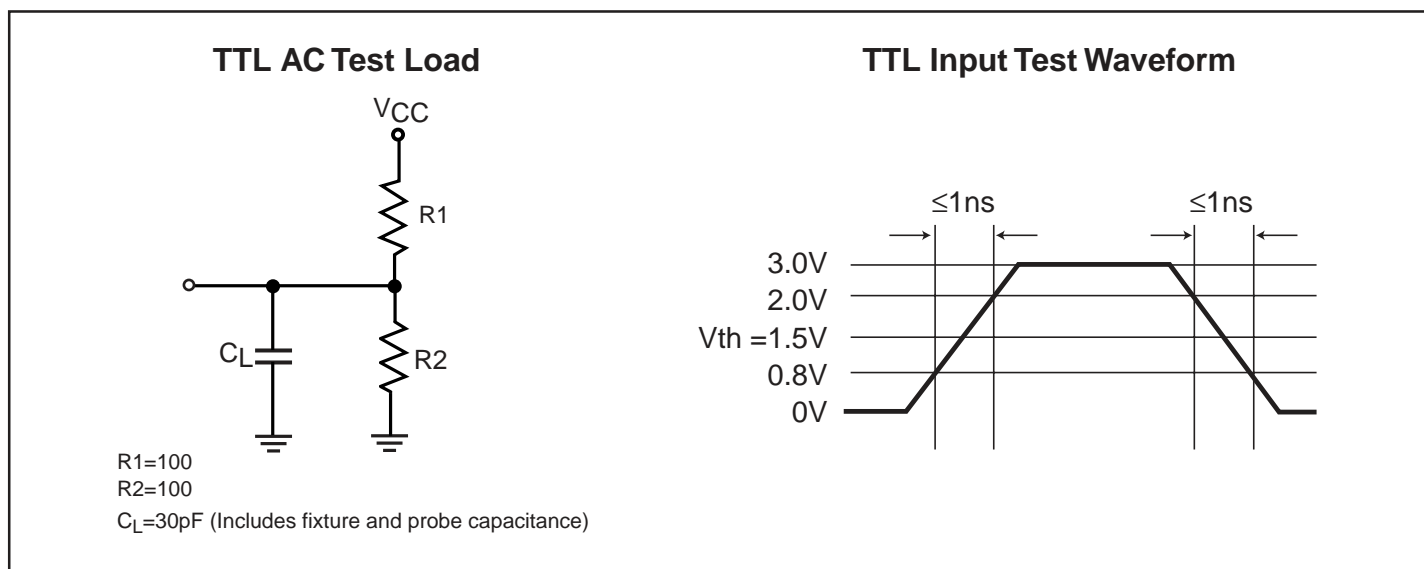 TTL AC Test Load
VCC
R1
CL
R2
R1=100
R2=100
CL=30pF (Includes fixture and probe capacitance)
TTL Input Test Waveform
≤1ns
≤1ns
3.0V
2.0V
Vth =1.5V
0.8V
0V